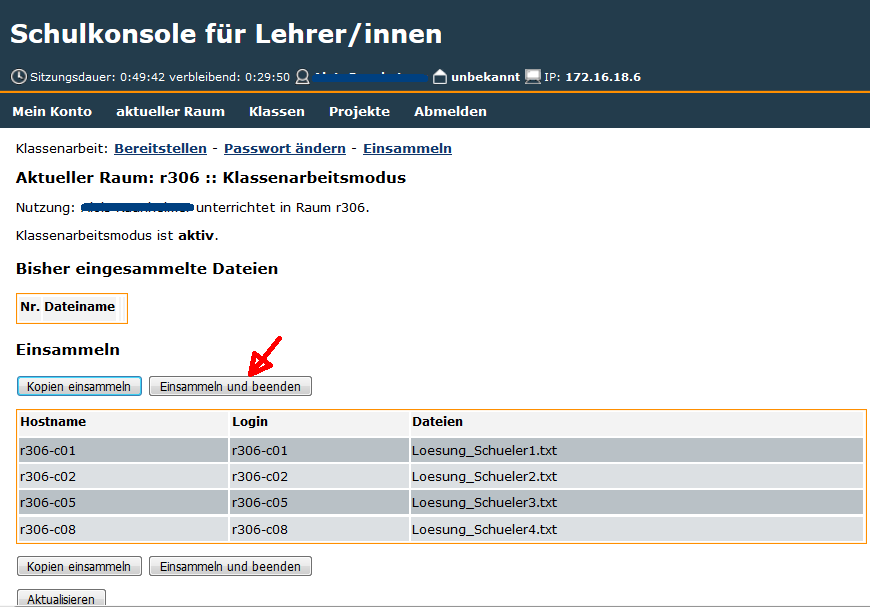 Schulkonsole für Lehrer/innen
Sitzungsdauer: 0:49:42 verbleibend: 0:29:50 unbekannt IP: 172.16.18.6
Mein Konto aktueller Raum Klassen Projekte Abmelden
Klassenarbeit: Bereitstellen - Passwort ändern - Einsammeln
Aktueller Raum: r306 :: Klassenarbeitsmodus
Nutzung: unterrichtet in Raum r306.
Klassenarbeitsmodus ist aktiv.
Bisher eingesammelte Dateien
Nr. Dateiname
Einsammeln
Kopien einsammeln Einsammeln und beenden
Hostname Login Dateien
r306-c01 r306-c01 Loesung_Schueler1.txt
r306-c02 r306-c02 Loesung_Schueler2.txt
r306-c05 r306-c05 Loesung_Schueler3.txt
r306-c08 r306-c08 Loesung_Schueler4.txt
Kopien einsammeln Einsammeln und beenden
Aktualisieren